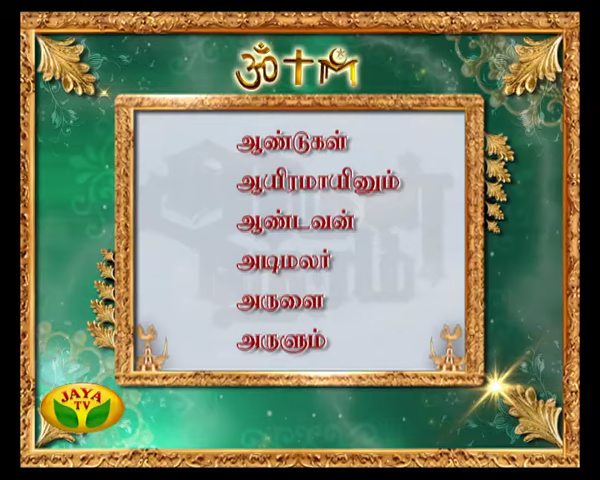 ஆண்டுகள்
ஆயிரமாயினும்
ஆண்டவன்
அடிமலர்
அருளை
அருளும்
JAYA
TV